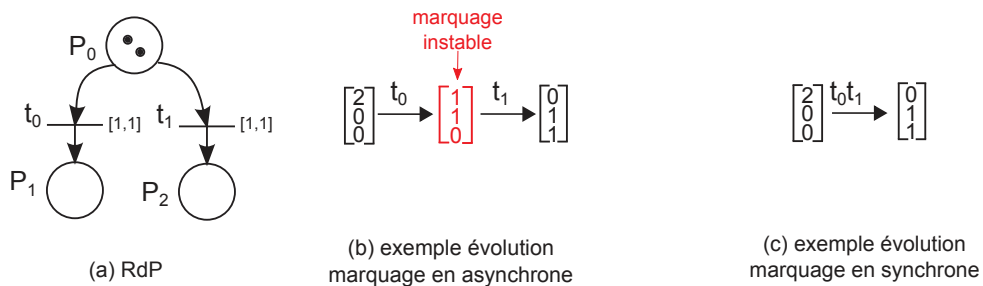 P0
t0
[1,1]
t1
[1,1]
P1
P2
(a) RdP
marquage
instable
2
0
0
t0
1
1
0
t1
0
1
1
(b) exemple évolution
marquage en asynchrone
2
0
0
t0t1
0
1
1
(c) exemple évolution
marquage en synchrone